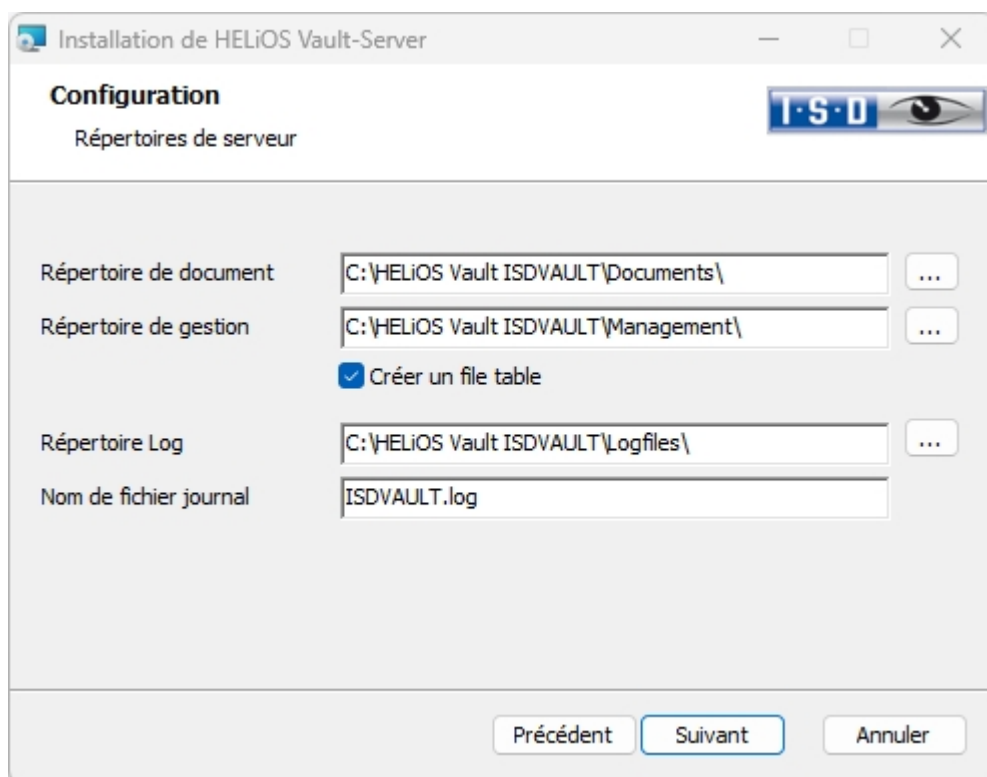 Installation de HELiOS Vault-Server
Configuration
Répertoires de serveur
I·S·D
Répertoire de document
C:\HELiOS Vault ISDVAULT\Documents\
...
Répertoire de gestion
C:\HELiOS Vault ISDVAULT\Management\
...
Créer un file table
Répertoire Log
C:\HELiOS Vault ISDVAULT\Logfiles\
...
Nom de fichier journal
ISDVAULT.log
Précédent
Suivant
Annuler